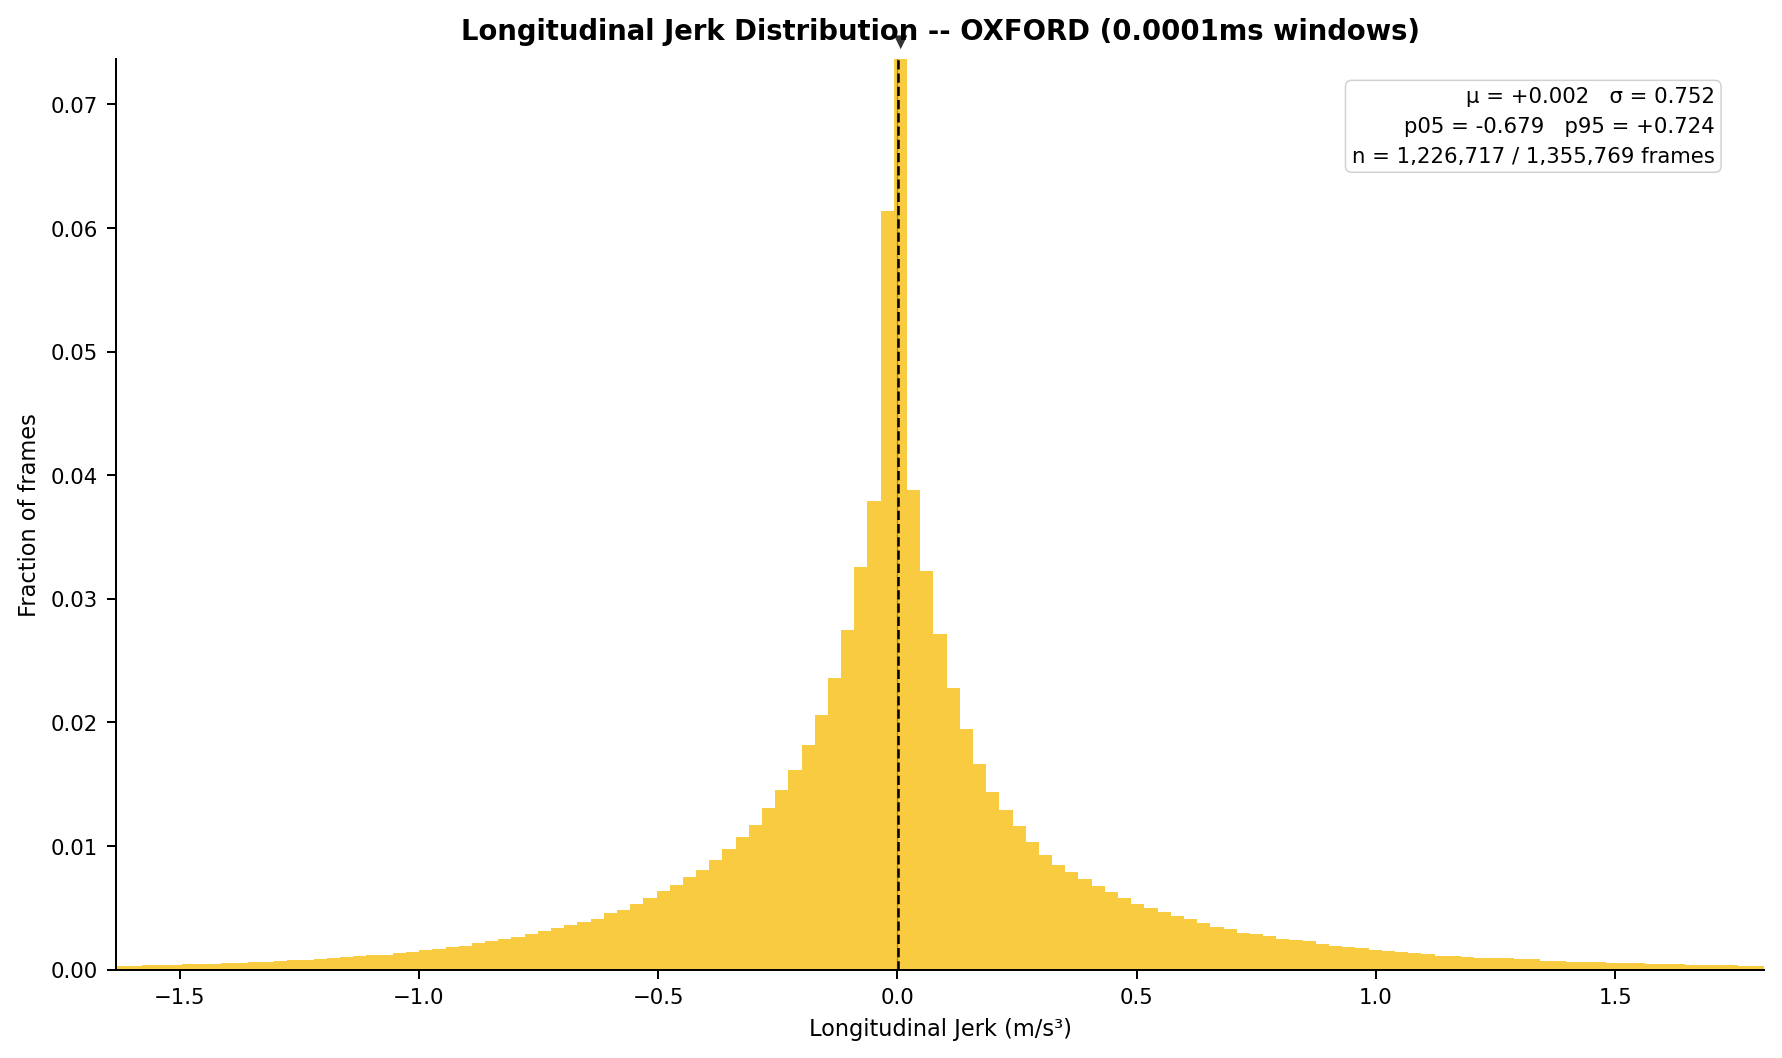 Longitudinal Jerk Distribution -- OXFORD (0.0001ms windows)
μ = +0.002 σ = 0.752
p05 = -0.679 p95 = +0.724
n = 1,226,717 / 1,355,769 frames
0.07
0.06
0.05
0.04
0.03
0.02
0.01
0.00
Fraction of frames
−1.5 −1.0 −0.5 0.0 0.5 1.0 1.5
Longitudinal Jerk (m/s³)